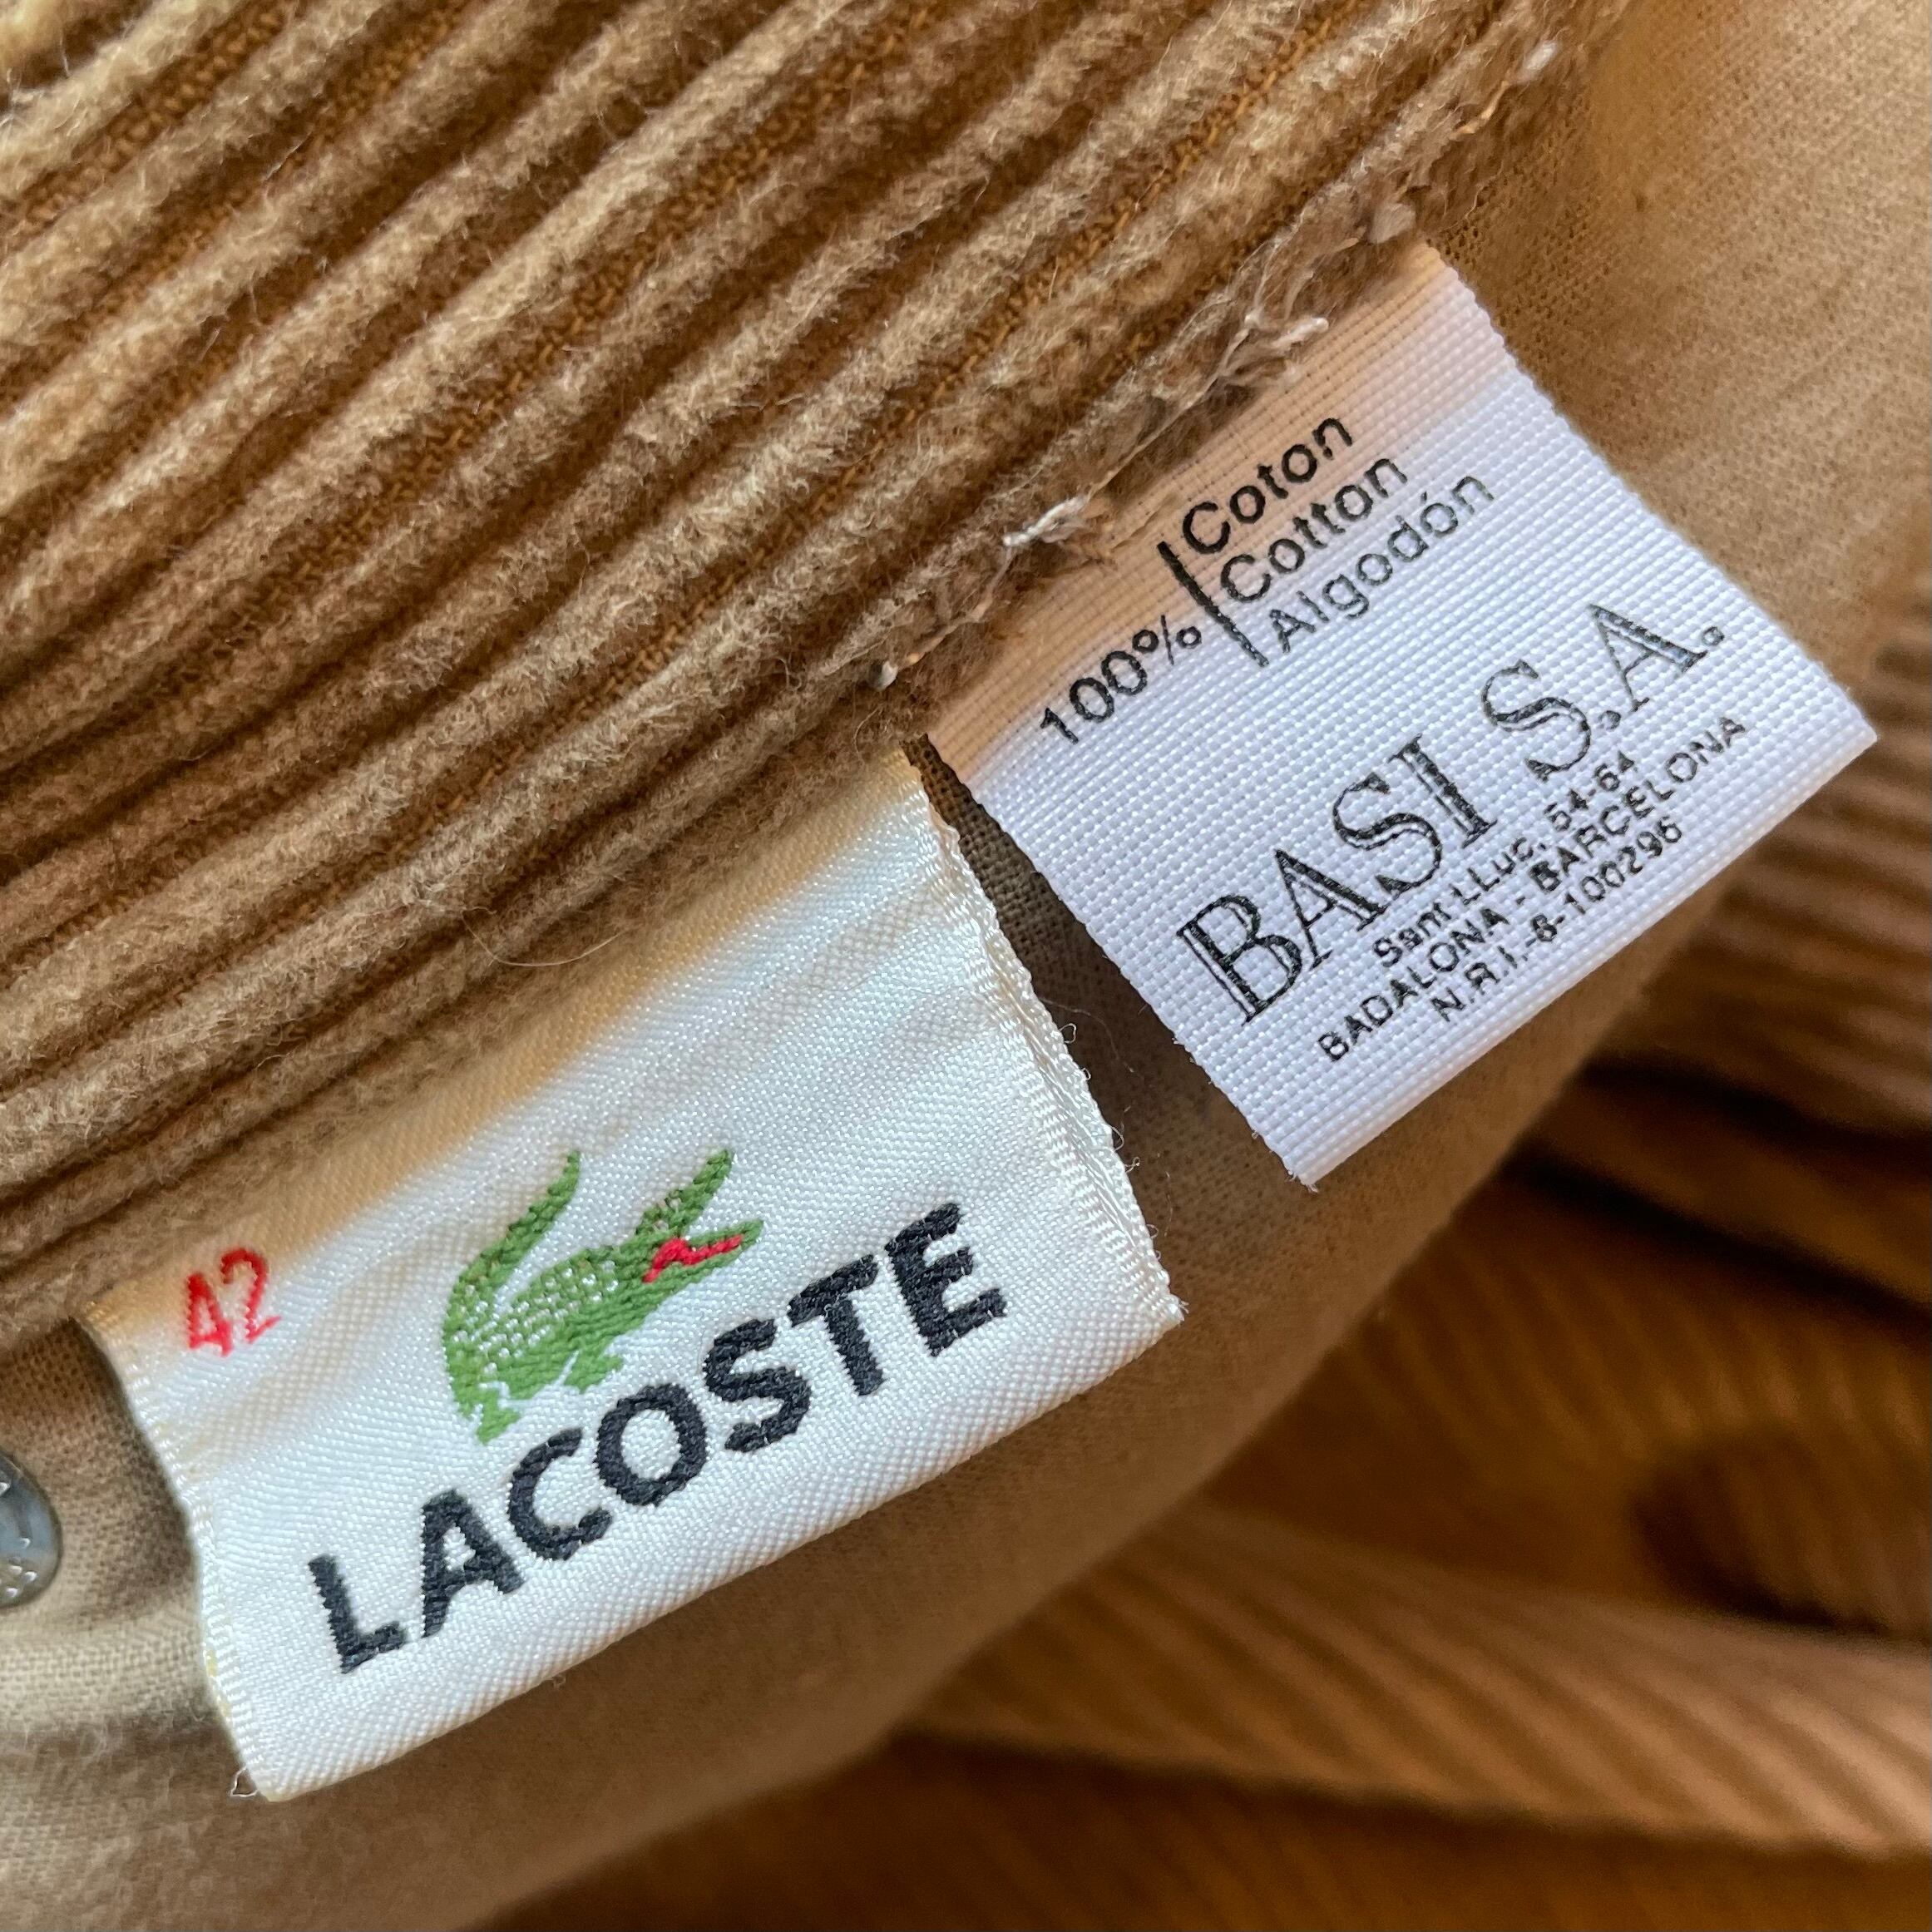 100% Coton
Cotton
Algodón
BASI S.A.
Sant LLuc, 54-64
BADALONA - BARCELONA
N.R.I.-8-100296
42
LACOSTE